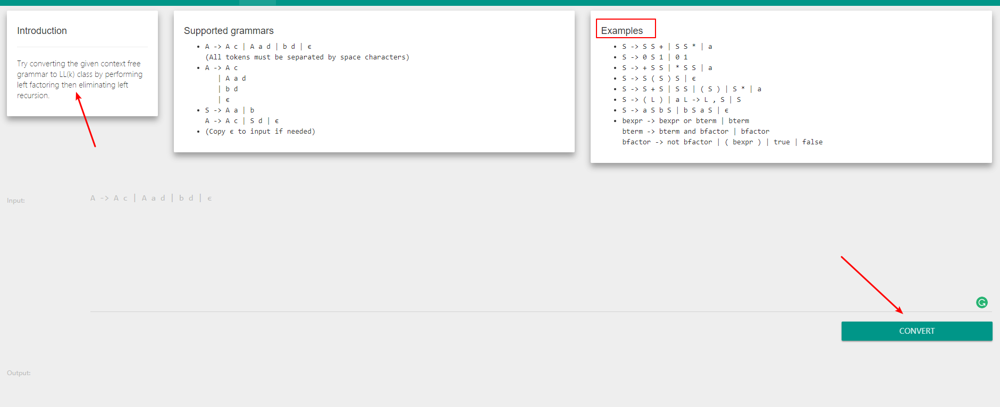 Introduction
Try converting the given context free
grammar to LL(k) class by performing
left factoring then eliminating left
recursion.
Supported grammars
• A -> A c | A a d | b d | ϵ
(All tokens must be separated by space characters)
• A -> A c
| A a d
| b d
| ϵ
• S -> A a | b
A -> A c | S d | ϵ
• (Copy ϵ to input if needed)
Examples
• S -> S S + | S S * | a
• S -> 0 S 1 | 0 1
• S -> + S S | * S S | a
• S -> S ( S ) S | ϵ
• S -> S + S | S S | ( S ) | S * | a
• S -> ( L ) | a L -> L , S | S
• S -> a S b S | b S a S | ϵ
• bexpr -> bexpr or bterm | bterm
bterm -> bterm and bfactor | bfactor
bfactor -> not bfactor | ( bexpr ) | true | false
Input:
A -> A c | A a d | b d | ϵ
CONVERT
Output: